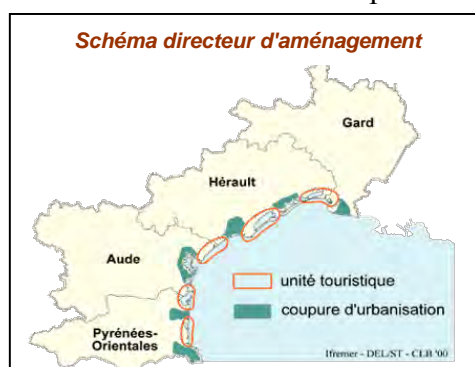 Schéma directeur d'aménagement
Gard
Hérault
Aude
unité touristique
coupure d'urbanisation
Pyrénées-
Orientales
Ifremer - DEL/ST - CLB '00